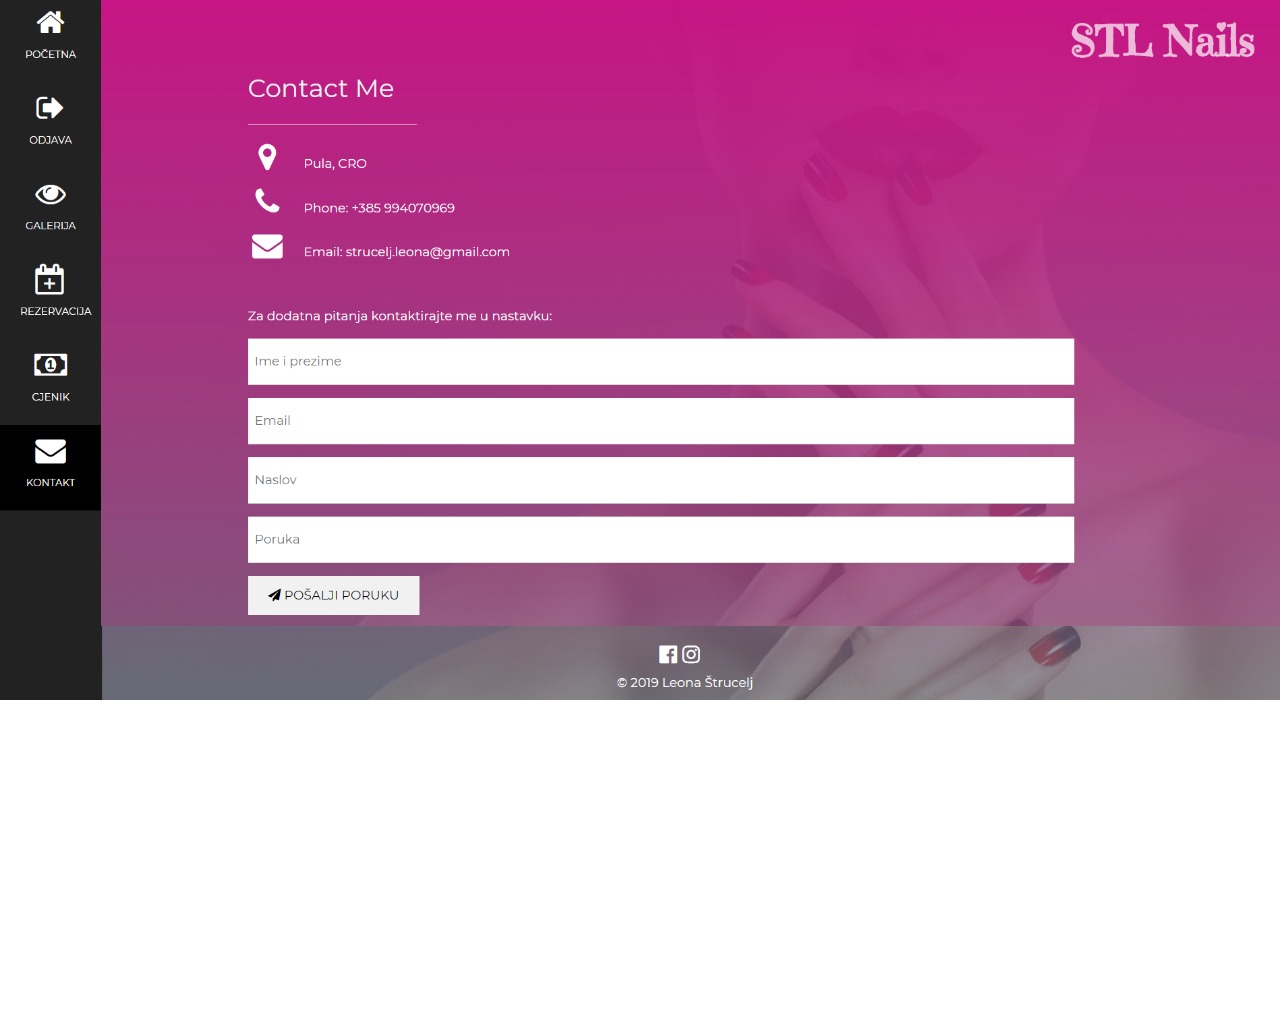 POČETNA
ODJAVA
GALERIJA
REZERVACIJA
CJENIK
KONTAKT
STL Nails
Contact Me
Pula, CRO
Phone: +385 994070969
Email: strucelj.leona@gmail.com
Za dodatna pitanja kontaktirajte me u nastavku:
Ime i prezime
Email
Naslov
Poruka
POŠALJI PORUKU
© 2019 Leona Štrucelj